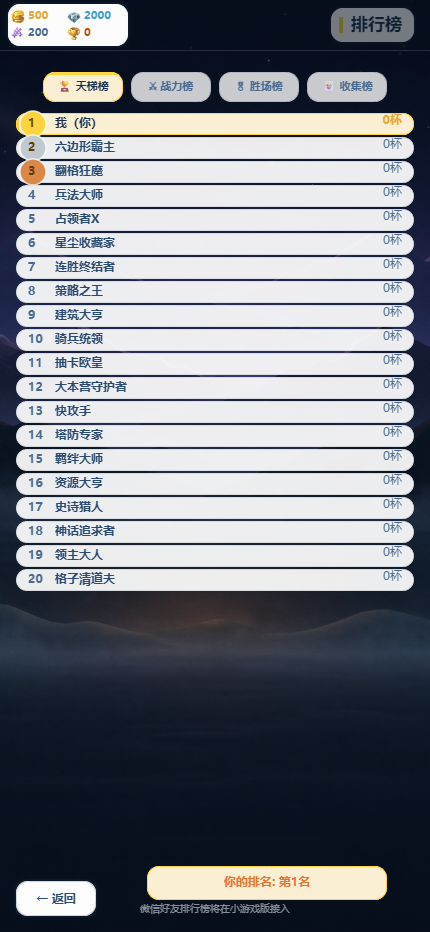 500 2000
200 0
排行榜
天梯榜 战力榜 胜场榜 收集榜
1 我（你） 0杯
2 六边形霸主 0杯
3 翻格狂魔 0杯
4 兵法大师 0杯
5 占领者X 0杯
6 星尘收藏家 0杯
7 连胜终结者 0杯
8 策略之王 0杯
9 建筑大亨 0杯
10 骑兵统领 0杯
11 抽卡欧皇 0杯
12 大本营守护者 0杯
13 快攻手 0杯
14 塔防专家 0杯
15 羁绊大师 0杯
16 资源大亨 0杯
17 史诗猎人 0杯
18 神话追求者 0杯
19 领主大人 0杯
20 格子清道夫 0杯
你的排名: 第1名
← 返回
微信好友排行榜将在小游戏版接入